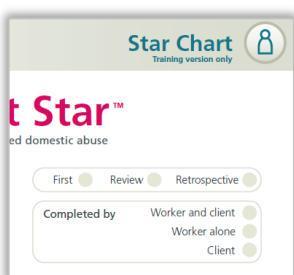 Star Chart
Training version only
t Star™
ed domestic abuse
First Review Retrospective
Completed by Worker and client
Worker alone
Client